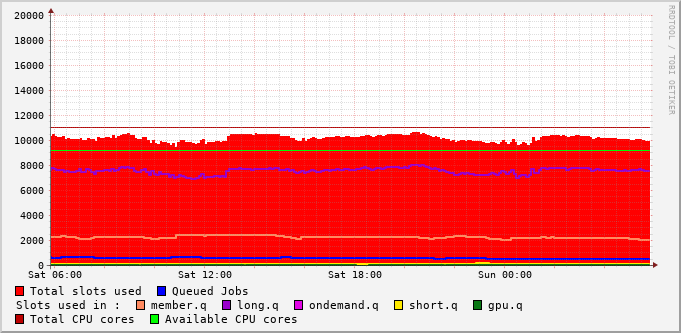 20000
18000
16000
14000
12000
10000
8000
6000
4000
2000
0
Sat 06:00 Sat 12:00 Sat 18:00 Sun 00:00
RRDTOOL / TOBI OETIKER
Total slots used Queued Jobs
Slots used in : member.q long.q ondemand.q short.q gpu.q
Total CPU cores Available CPU cores